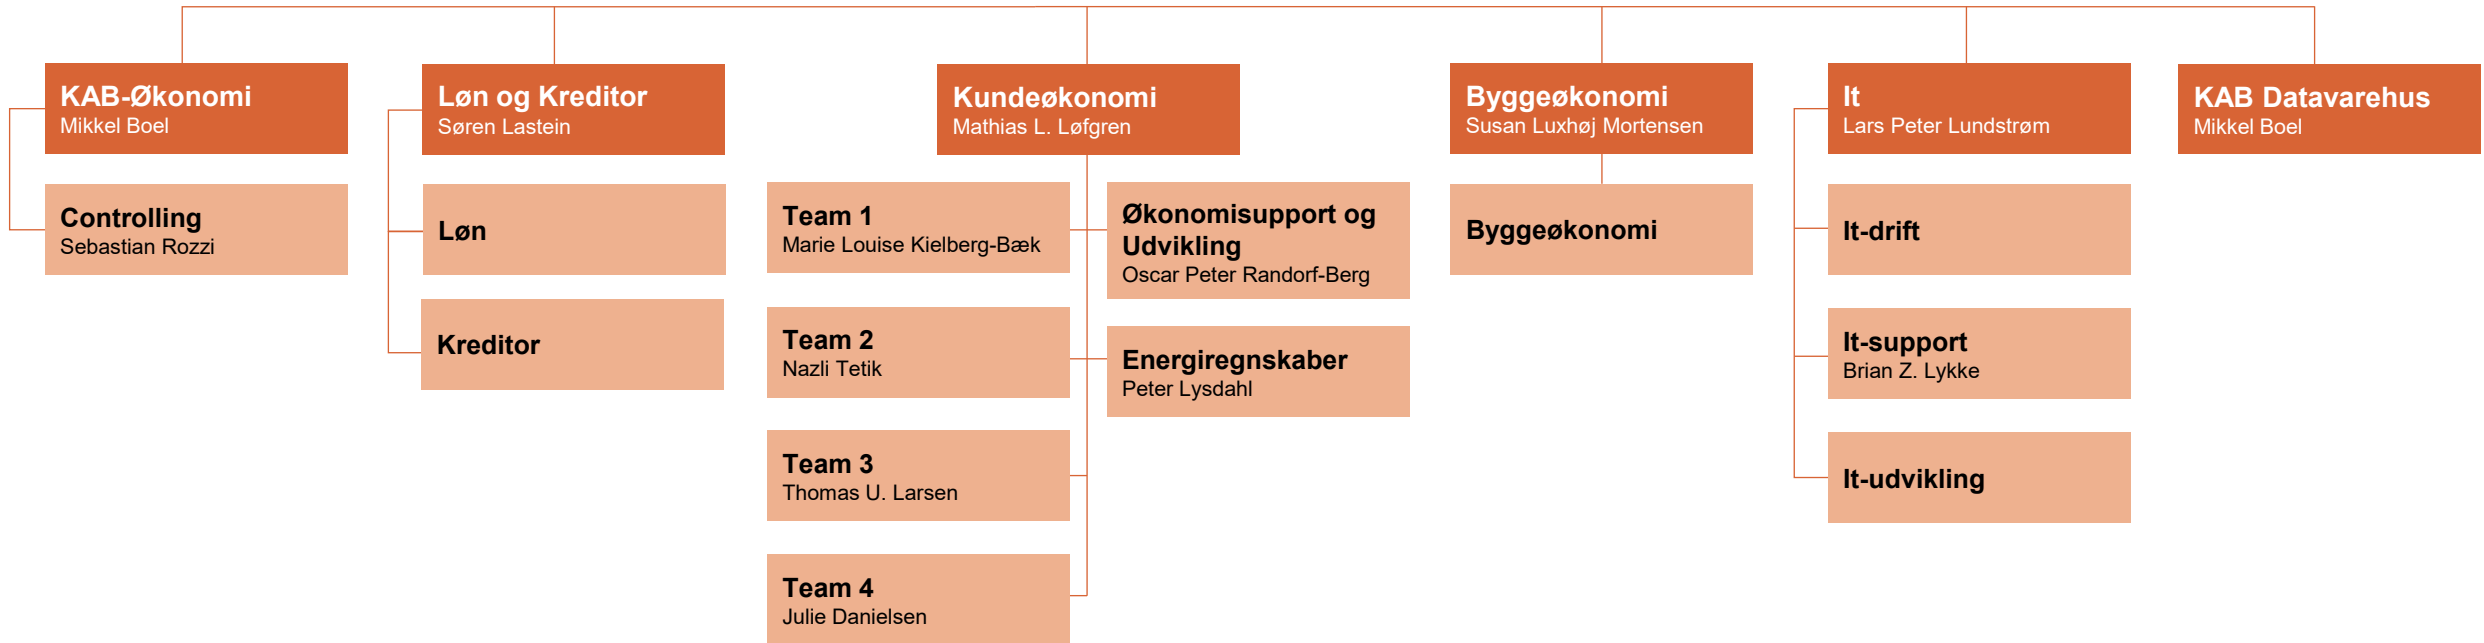 KAB-Økonomi
Mikkel Boel
Controlling
Sebastian Rozzi
Løn og Kreditor
Søren Lastein
Løn
Kreditor
Kundeøkonomi
Mathias L. Løfgren
Team 1
Marie Louise Kielberg-Bæk
Team 2
Nazli Tetik
Team 3
Thomas U. Larsen
Team 4
Julie Danielsen
Økonomisupport og
Udvikling
Oscar Peter Randorf-Berg
Energiregnskaber
Peter Lysdahl
Byggeøkonomi
Susan Luxhøj Mortensen
Byggeøkonomi
It
Lars Peter Lundstrøm
It-drift
It-support
Brian Z. Lykke
It-udvikling
KAB Datavarehus
Mikkel Boel